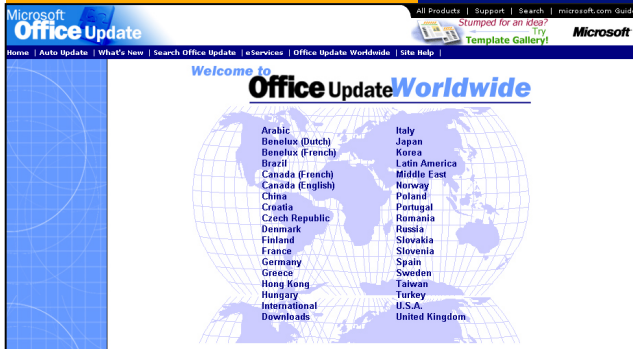 All Products | Support | Search | microsoft.com Guide
Microsoft
Office Update
Stumped for an idea?
Try
Template Gallery!
Microsoft
Home | Auto Update | What's New | Search Office Update | eServices | Office Update Worldwide | Site Help |
Welcome to
Office Update Worldwide
Arabic
Benelux (Dutch)
Benelux (French)
Brazil
Canada (French)
Canada (English)
China
Croatia
Czech Republic
Denmark
Finland
France
Germany
Greece
Hong Kong
Hungary
International
Downloads
Italy
Japan
Korea
Latin America
Middle East
Norway
Poland
Portugal
Romania
Russia
Slovakia
Slovenia
Spain
Sweden
Taiwan
Turkey
U.S.A.
United Kingdom